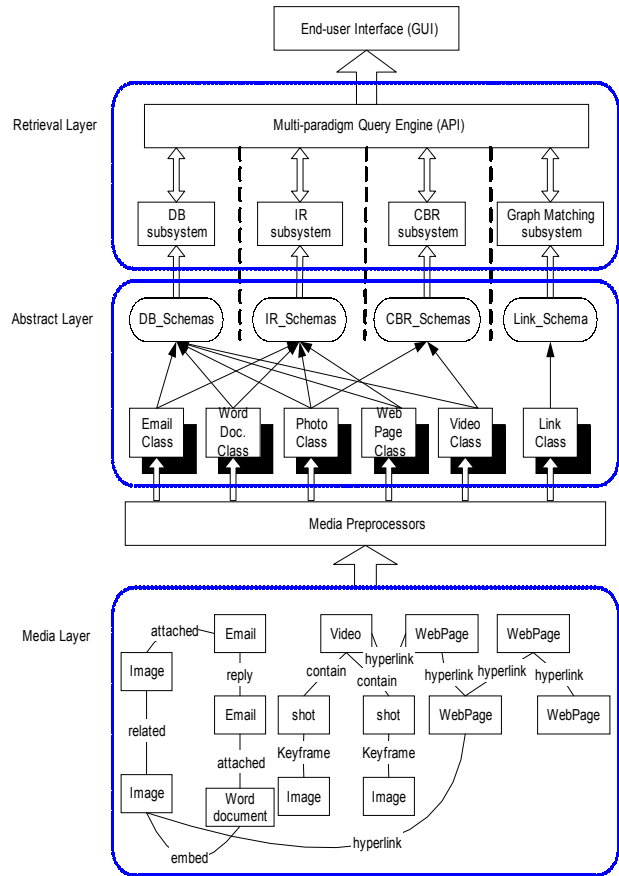 End-user Interface (GUI)
Retrieval Layer
Multi-paradigm Query Engine (API)
DB
subsystem
IR
subsystem
CBR
subsystem
Graph Matching
subsystem
Abstract Layer
DB_Schemas
IR_Schemas
CBR_Schemas
Link_Schema
Email
Class
Word
Doc.
Class
Photo
Class
Web
Page
Class
Video
Class
Link
Class
Media Preprocessors
Media Layer
attached
Email
Video
WebPage
WebPage
hyperlink
Image
reply
contain
contain
hyperlink
hyperlink
hyperlink
related
Email
shot
shot
WebPage
WebPage
attached
Keyframe
Keyframe
Image
Word
document
Image
Image
hyperlink
embed